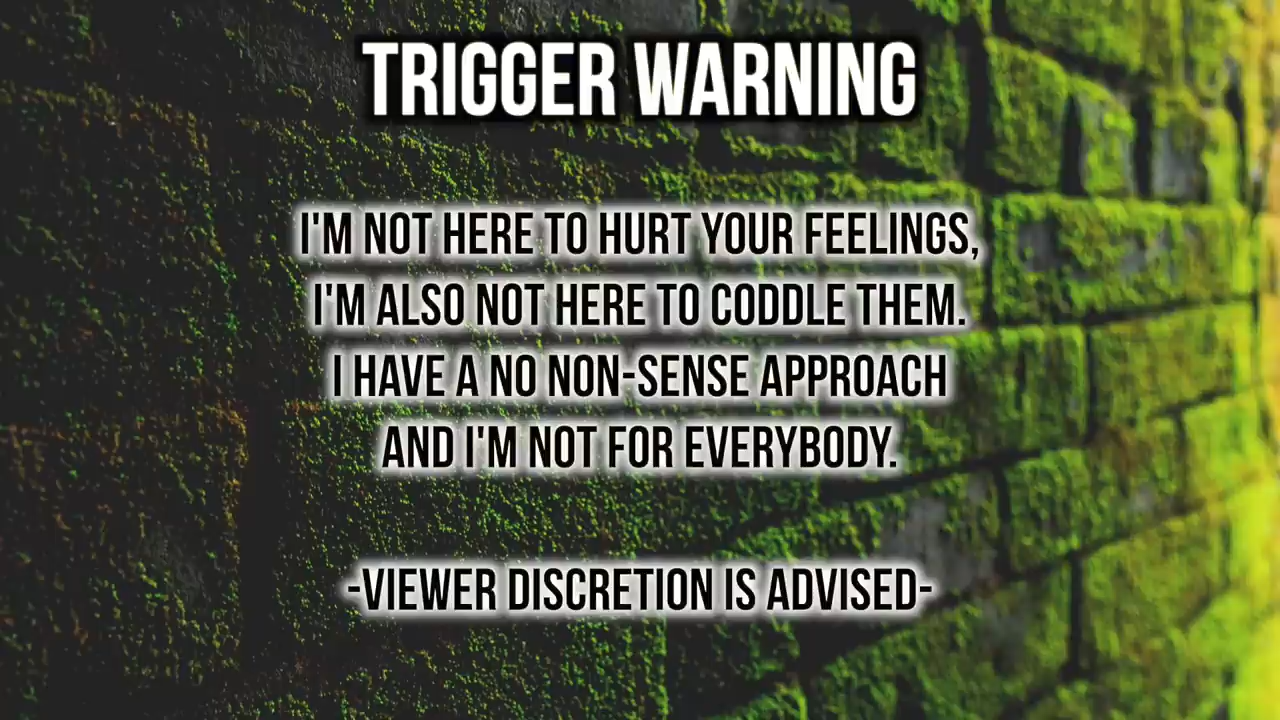 TRIGGER WARNING
I'M NOT HERE TO HURT YOUR FEELINGS,
I'M ALSO NOT HERE TO CODDLE THEM.
I HAVE A NO NON-SENSE APPROACH
AND I'M NOT FOR EVERYBODY.
-VIEWER DISCRETION IS ADVISED-